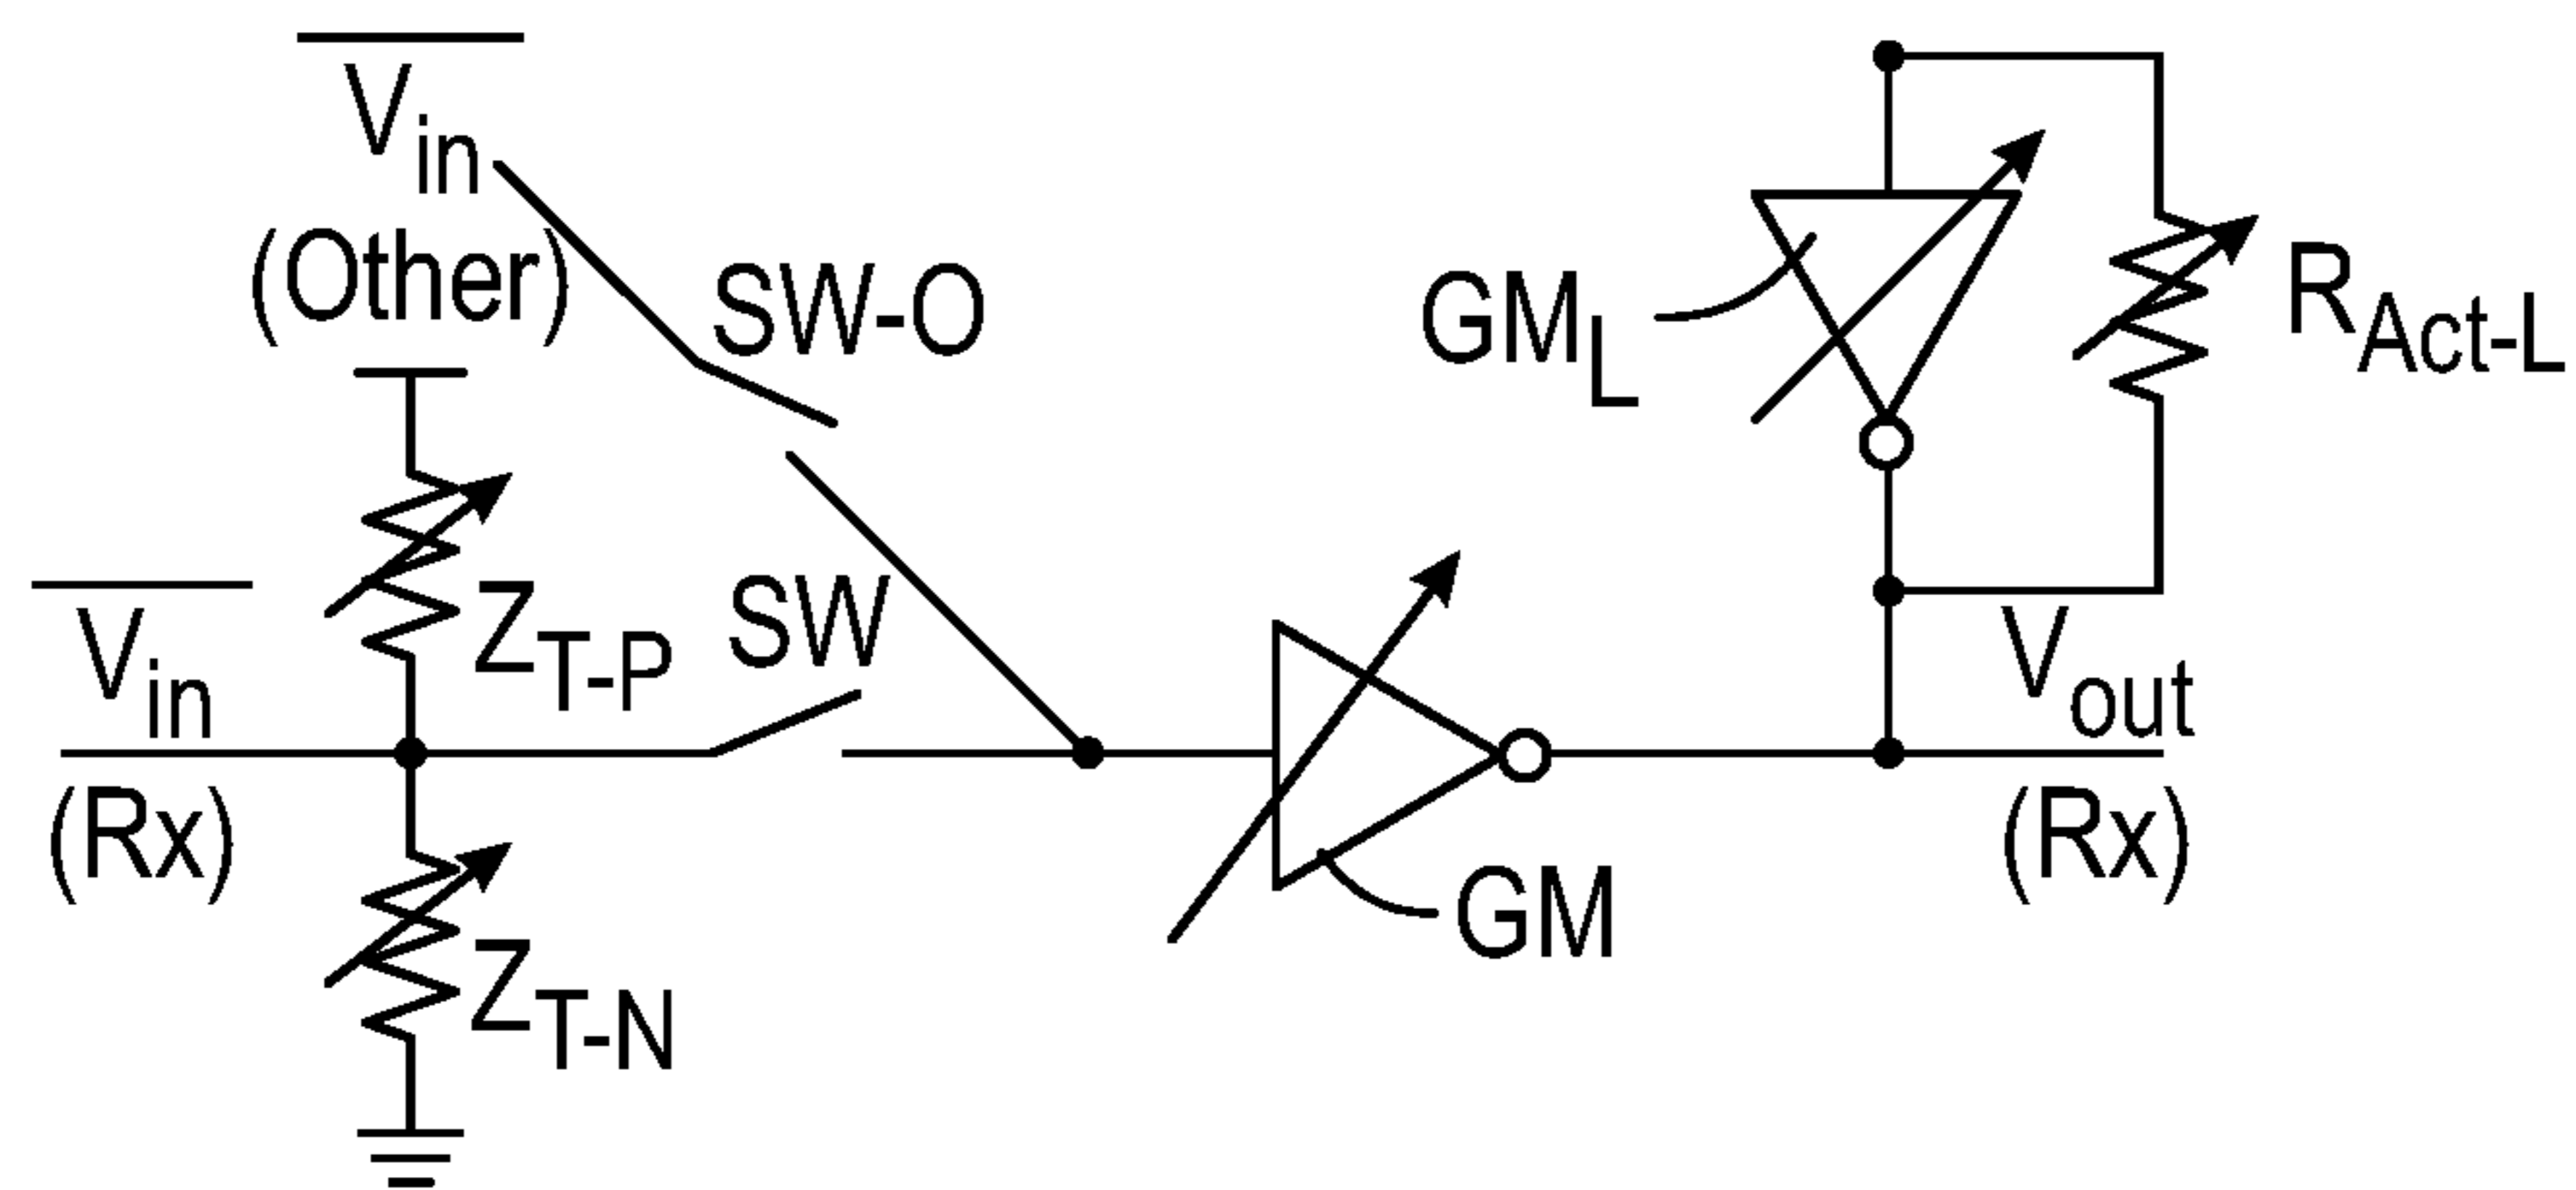 Vin
(Other)
SW-O
GML
RAct-L
ZT-P
SW
Vin
(Rx)
Vout
(Rx)
GM
ZT-N